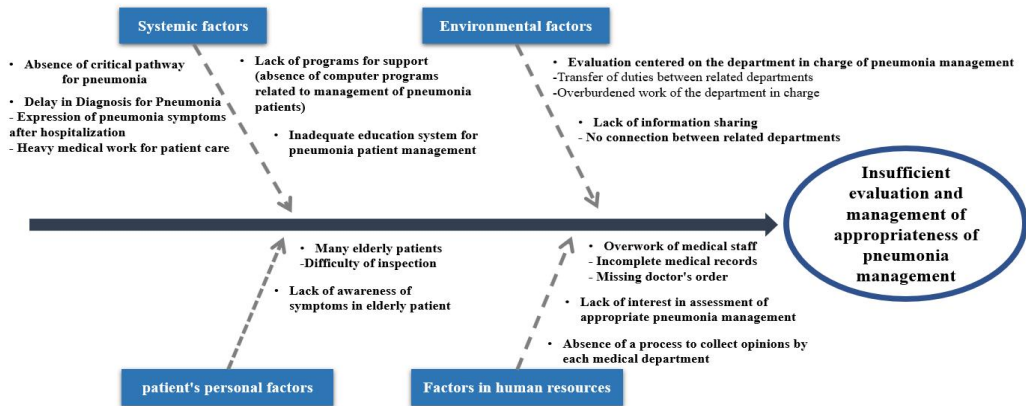 Systemic factors
Environmental factors
• Absence of critical pathway
for pneumonia
• Delay in Diagnosis for Pneumonia
- Expression of pneumonia symptoms
after hospitalization
- Heavy medical work for patient care
• Lack of programs for support
(absence of computer programs
related to management of pneumonia
patients)
• Inadequate education system for
pneumonia patient management
• Evaluation centered on the department in charge of pneumonia management
-Transfer of duties between related departments
-Overburdened work of the department in charge
• Lack of information sharing
- No connection between related departments
Insufficient
evaluation and
management of
appropriateness of
pneumonia
management
• Many elderly patients
-Difficulty of inspection
• Lack of awareness of
symptoms in elderly patient
• Overwork of medical staff
- Incomplete medical records
- Missing doctor's order
• Lack of interest in assessment of
appropriate pneumonia management
• Absence of a process to collect opinions by
each medical department
patient's personal factors
Factors in human resources